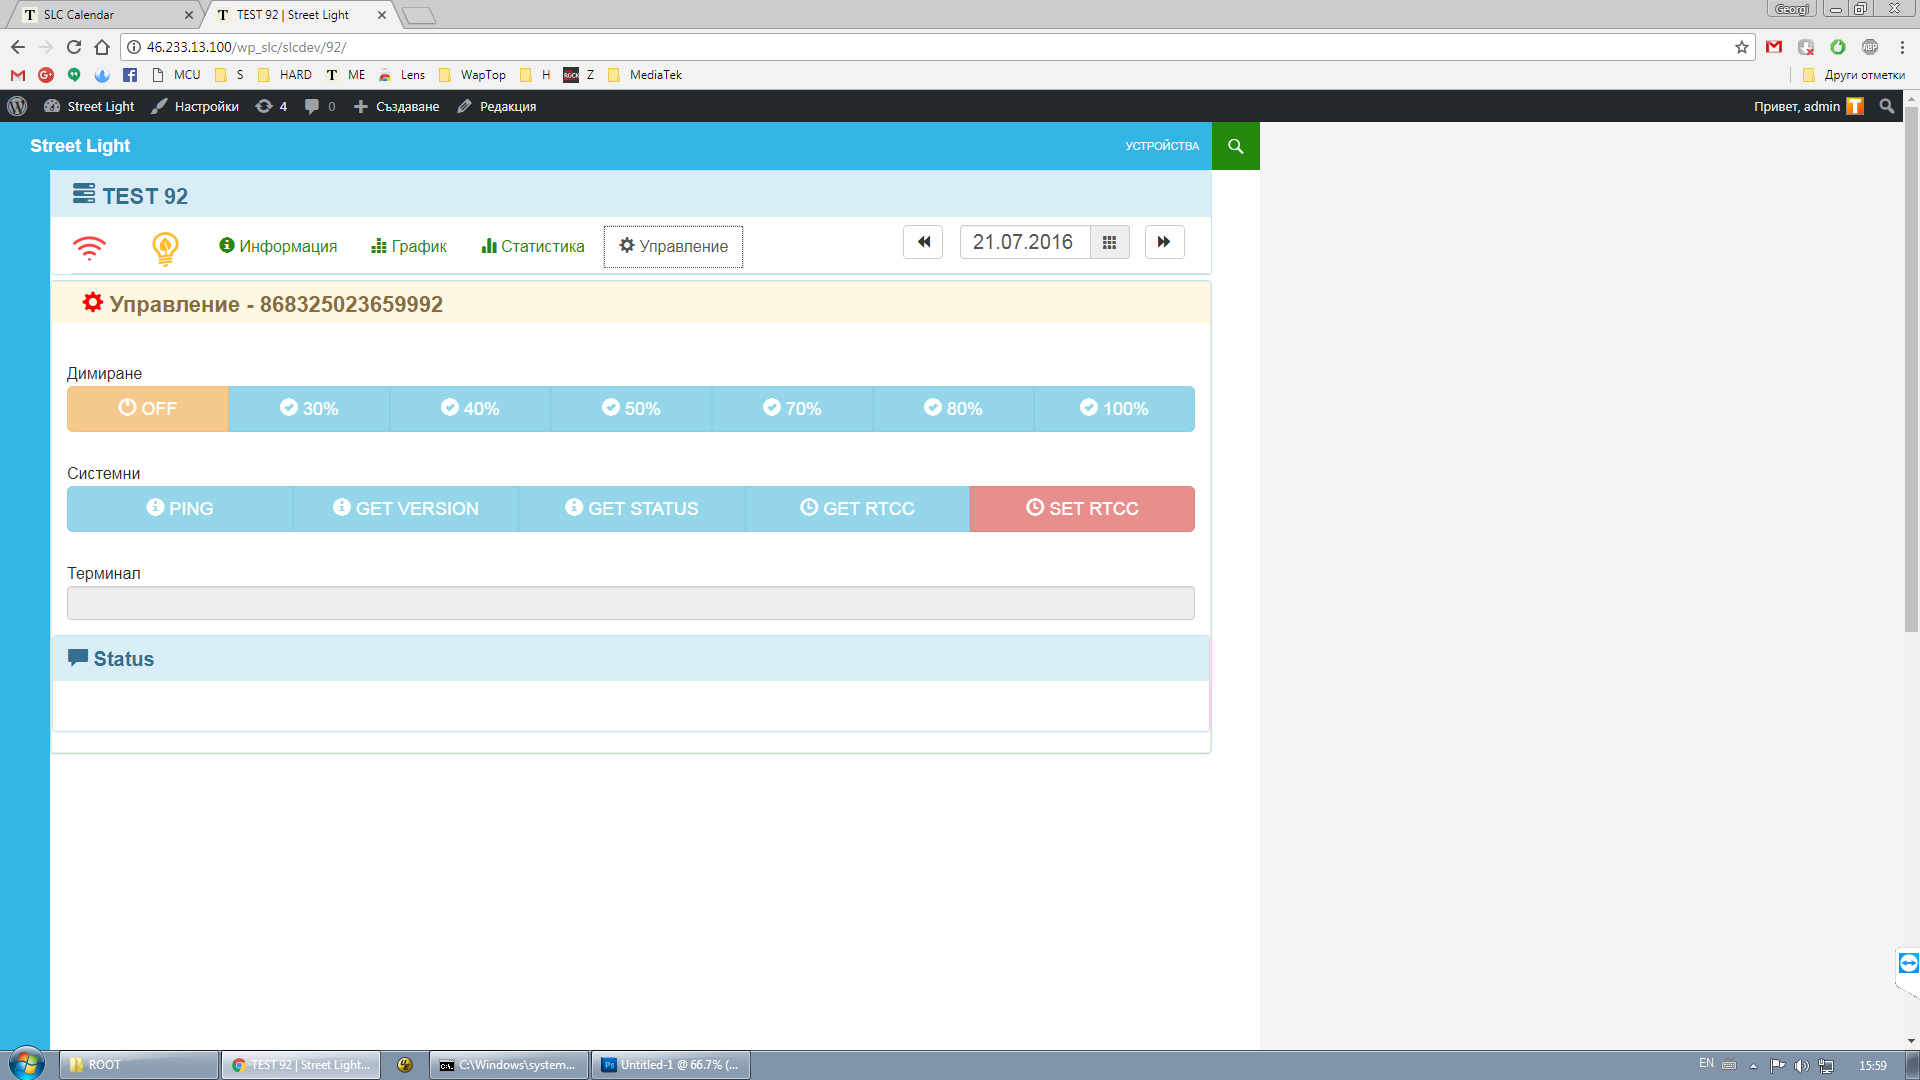 SLC Calendar
TEST 92 | Street Light
Georgi
46.233.13.100/wp_slc/slcdev/92/
ABP
MCU S HARD T ME Lens WapTop H Z MediaTek Други отметки
Street Light Настройки 4 0 Създаване Редакция Привет, admin
Street Light УСТРОЙСТВА
TEST 92
Информация График Статистика Управление 21.07.2016
Управление - 868325023659992
Димиране
OFF 30% 40% 50% 70% 80% 100%
Системни
PING GET VERSION GET STATUS GET RTCC SET RTCC
Терминал
Status
ROOT TEST 92 | Street Light... C:\Windows\system... Ps Untitled-1 @ 66.7% (... EN 15:59